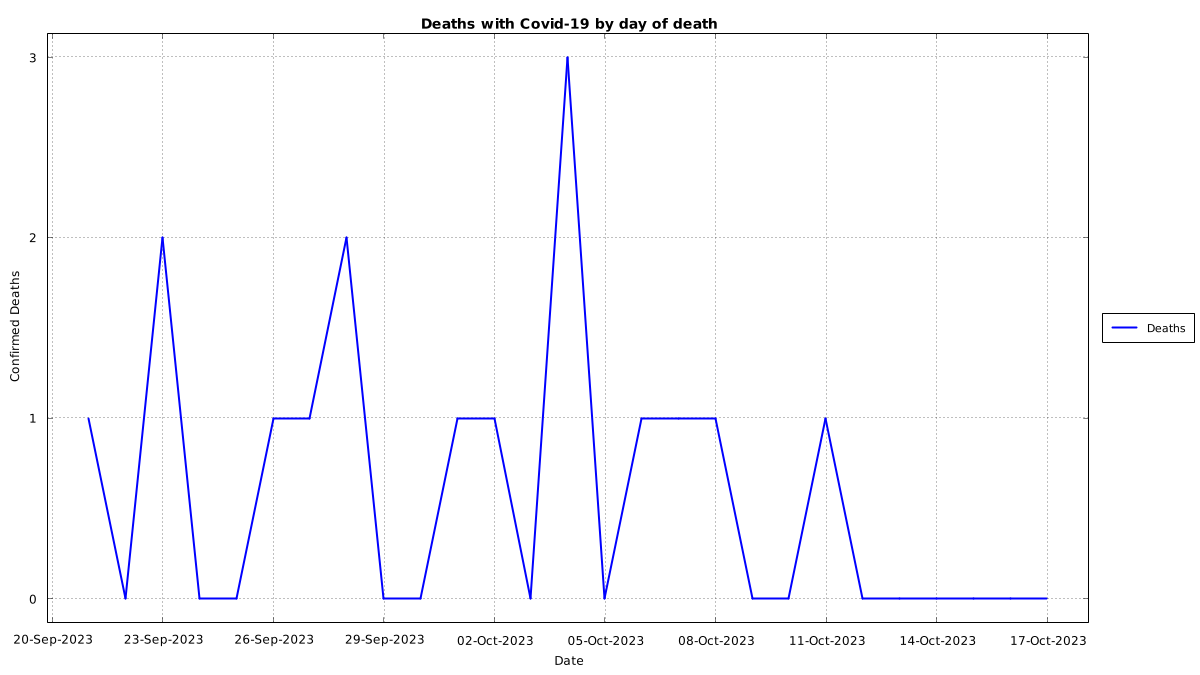 Deaths with Covid-19 by day of death
3
2
1
0
Confirmed Deaths
20-Sep-2023 23-Sep-2023 26-Sep-2023 29-Sep-2023 02-Oct-2023 05-Oct-2023 08-Oct-2023 11-Oct-2023 14-Oct-2023 17-Oct-2023
Date
Deaths